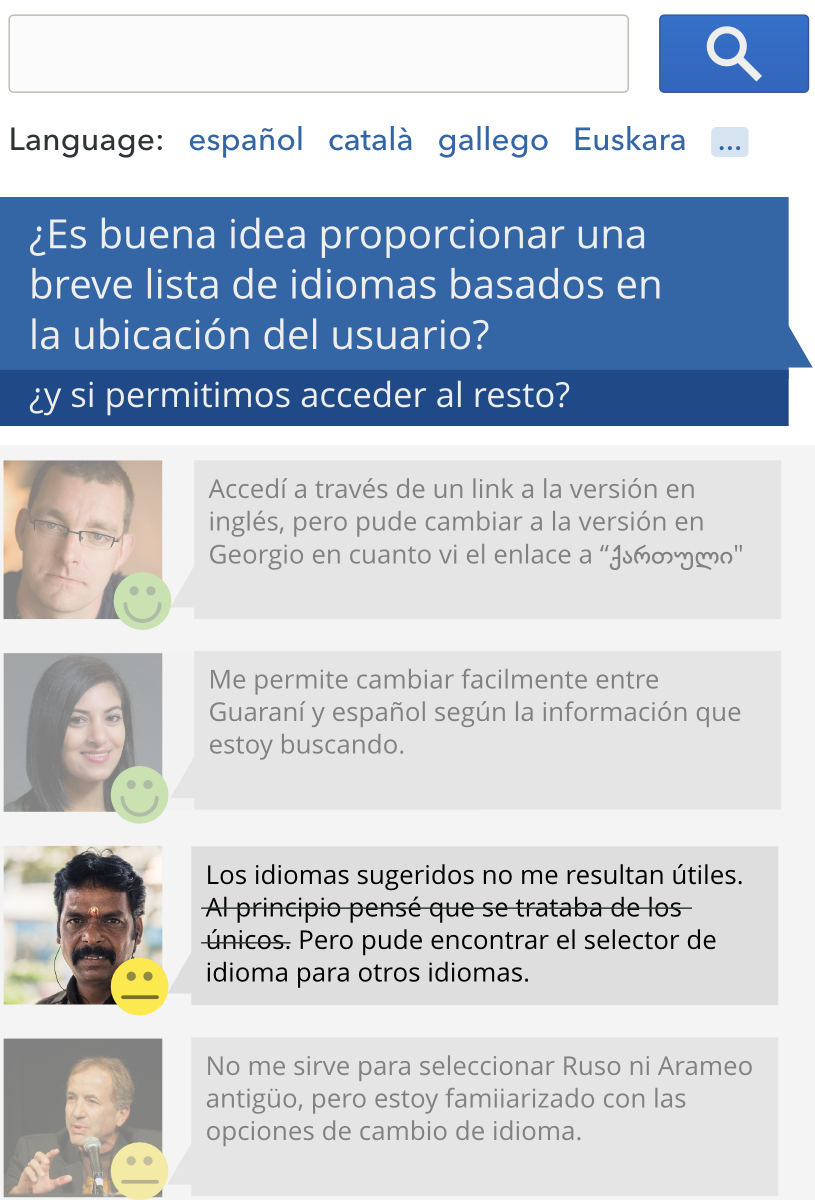 Language: español català gallego Euskara ...
¿Es buena idea proporcionar una
breve lista de idiomas basados en
la ubicación del usuario?
¿y si permitimos acceder al resto?
Accedí a través de un link a la versión en
inglés, pero pude cambiar a la versión en
Georgio en cuanto vi el enlace a “ქართული"
Me permite cambiar facilmente entre
Guaraní y español según la información que
estoy buscando.
Los idiomas sugeridos no me resultan útiles.
Al principio pensé que se trataba de los
únicos. Pero pude encontrar el selector de
idioma para otros idiomas.
No me sirve para seleccionar Ruso ni Arameo
antigüo, pero estoy famiiarizado con las
opciones de cambio de idioma.